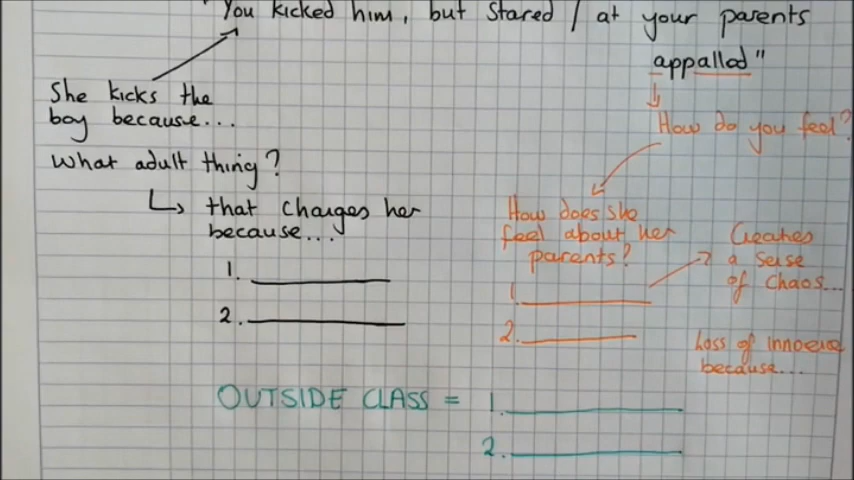 "You kicked him, but stared / at your parents
appalled"
She kicks the
boy because...
What adult thing?
↳ that changes her
because...
1.
2.
How do you feel?
How does she
feel about her
parents?
1.
2.
Creates
a sense
of chaos...
Loss of innocence
because...
OUTSIDE CLASS = 1.
2.